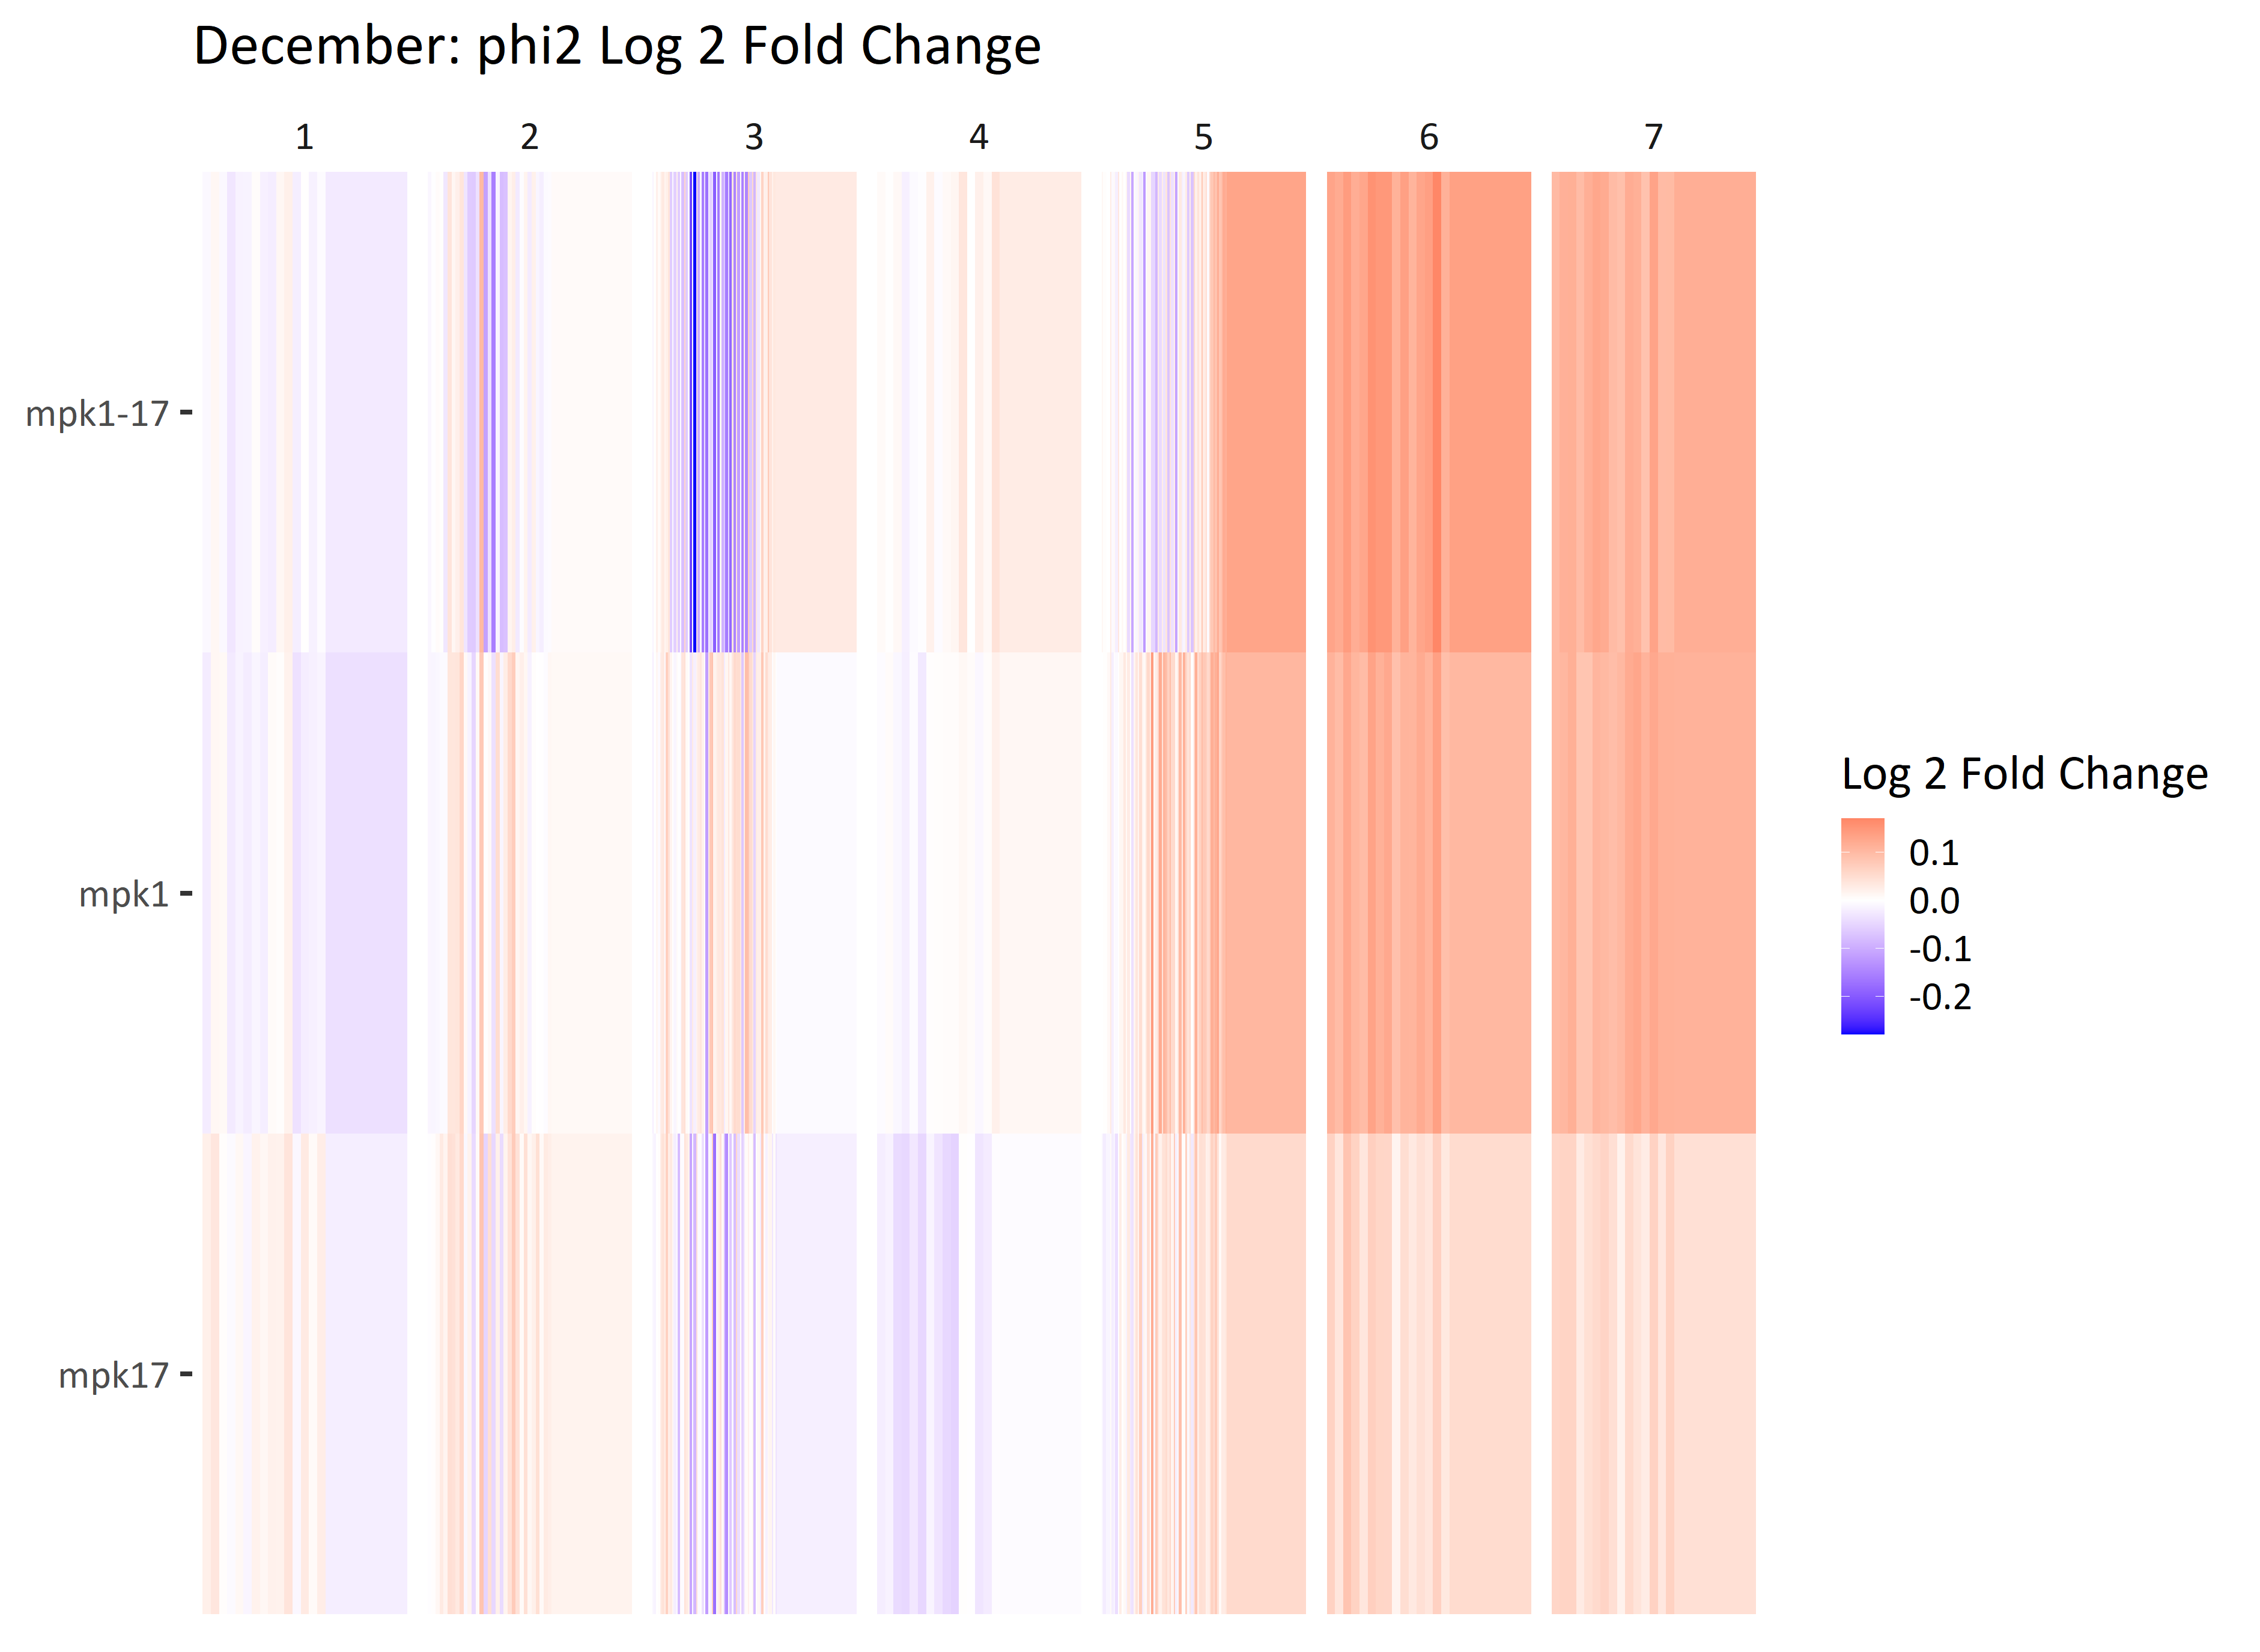 December: phi2 Log 2 Fold Change
1 2 3 4 5 6 7
mpk1-17
mpk1
mpk17
Log 2 Fold Change
0.1
0.0
-0.1
-0.2